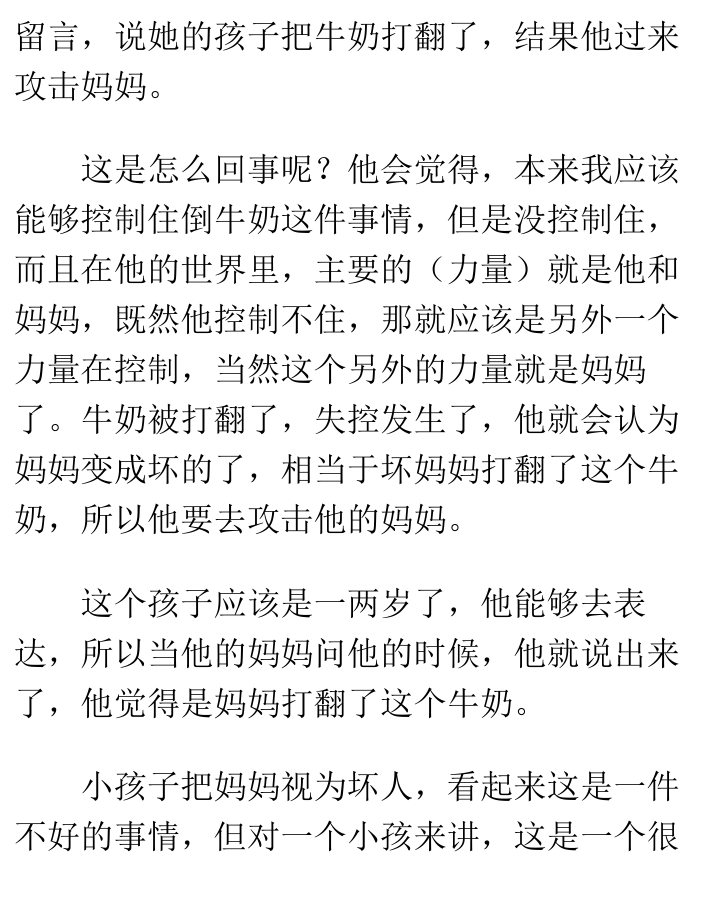 留言，说她的孩子把牛奶打翻了，结果他过来
攻击妈妈。
这是怎么回事呢？他会觉得，本来我应该
能够控制住倒牛奶这件事情，但是没控制住，
而且在他的世界里，主要的（力量）就是他和
妈妈，既然他控制不住，那就应该是另外一个
力量在控制，当然这个另外的力量就是妈妈
了。牛奶被打翻了，失控发生了，他就会认为
妈妈变成坏的了，相当于坏妈妈打翻了这个牛
奶，所以他要去攻击他的妈妈。
这个孩子应该是一两岁了，他能够去表
达，所以当他的妈妈问他的时候，他就说出来
了，他觉得是妈妈打翻了这个牛奶。
小孩子把妈妈视为坏人，看起来这是一件
不好的事情，但对一个小孩来讲，这是一个很